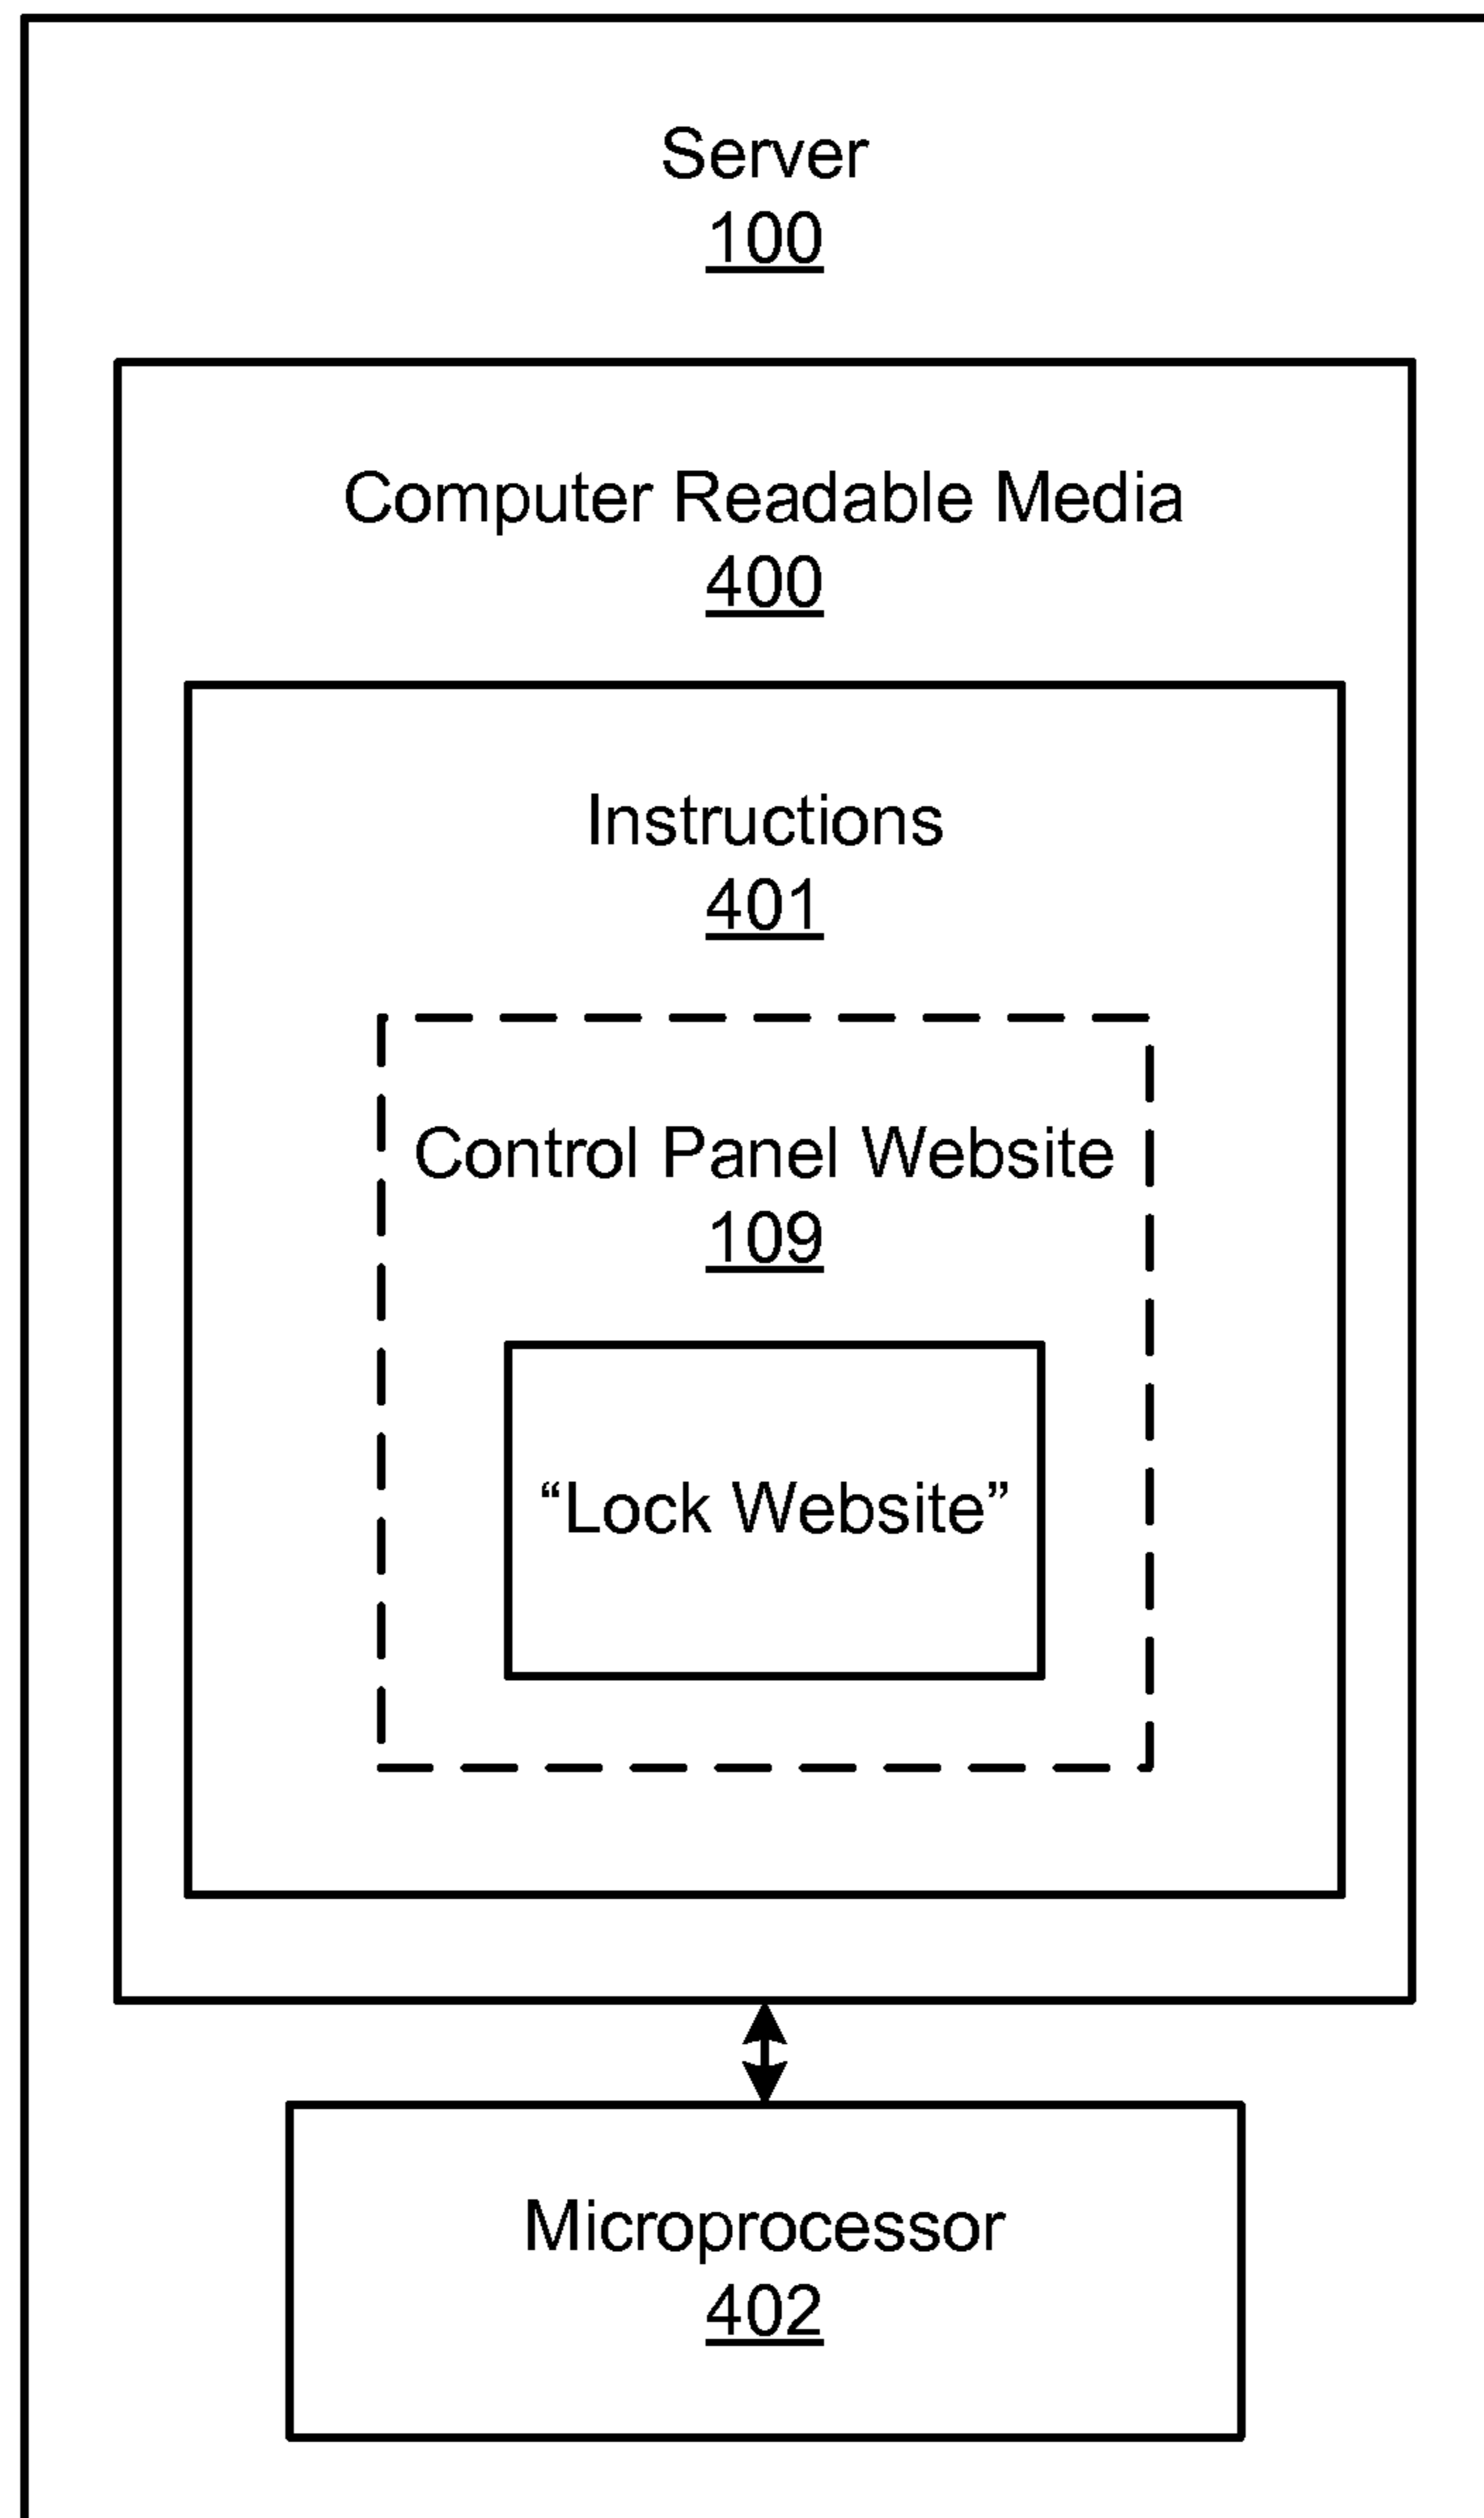 Server
100
Computer Readable Media
400
Instructions
401
Control Panel Website
109
“Lock Website”
Microprocessor
402